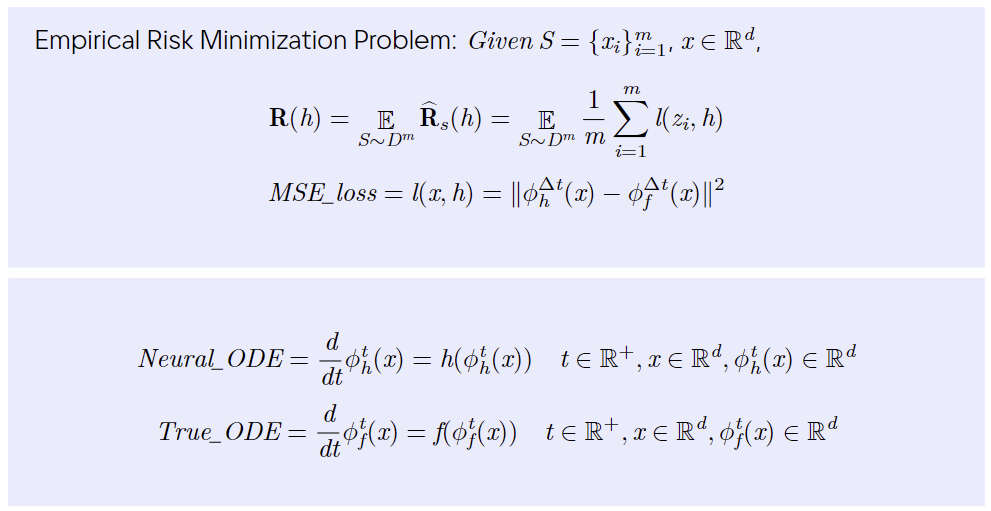 Empirical Risk Minimization Problem: Given $S = \{x_i\}_{i=1}^{m}$, $x \in \mathbb{R}^d$,
$\mathbf{R}(h) = \underset{S \sim D^m}{\mathbb{E}} \widehat{\mathbf{R}}_s(h) = \underset{S \sim D^m}{\mathbb{E}} \frac{1}{m} \sum_{i=1}^{m} l(z_i, h)$
$MSE\_loss = l(x, h) = \|\phi_h^{\Delta t}(x) - \phi_f^{\Delta t}(x)\|^2$
$Neural\_ODE = \frac{d}{dt}\phi_h^t(x) = h(\phi_h^t(x)) \quad t \in \mathbb{R}^+, x \in \mathbb{R}^d, \phi_h^t(x) \in \mathbb{R}^d$
$True\_ODE = \frac{d}{dt}\phi_f^t(x) = f(\phi_f^t(x)) \quad t \in \mathbb{R}^+, x \in \mathbb{R}^d, \phi_f^t(x) \in \mathbb{R}^d$